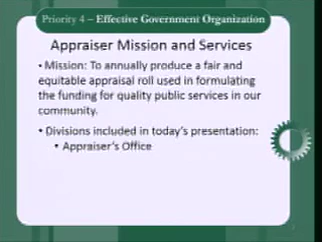 Priority 4 – Effective Government Organization
Appraiser Mission and Services
• Mission: To annually produce a fair and
equitable appraisal roll used in formulating
the funding for quality public services in our
community.
• Divisions included in today's presentation:
• Appraiser's Office